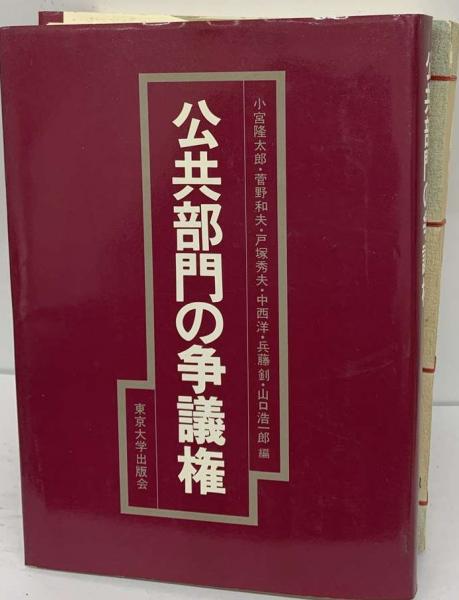 小宮隆太郎・菅野和夫・戸塚秀夫・中西洋・兵藤釗・山口浩一郎 編
公共部門の争議権
東京大学出版会